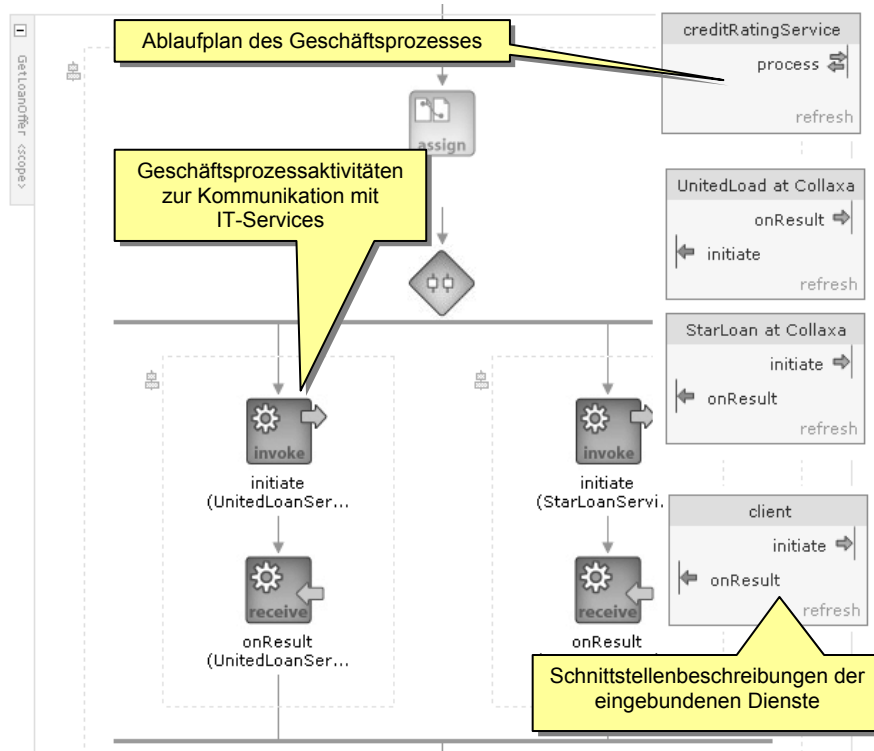 GetLoanOffer <scope>
Ablaufplan des Geschäftsprozesses
assign
Geschäftsprozessaktivitäten
zur Kommunikation mit
IT-Services
invoke
initiate
(UnitedLoanSer...
receive
onResult
(UnitedLoanSer...
invoke
initiate
(StarLoanServi.
receive
onResult
creditRatingService
process
refresh
UnitedLoad at Collaxa
onResult
initiate
refresh
StarLoan at Collaxa
initiate
onResult
refresh
client
initiate
onResult
refresh
Schnittstellenbeschreibungen der
eingebundenen Dienste